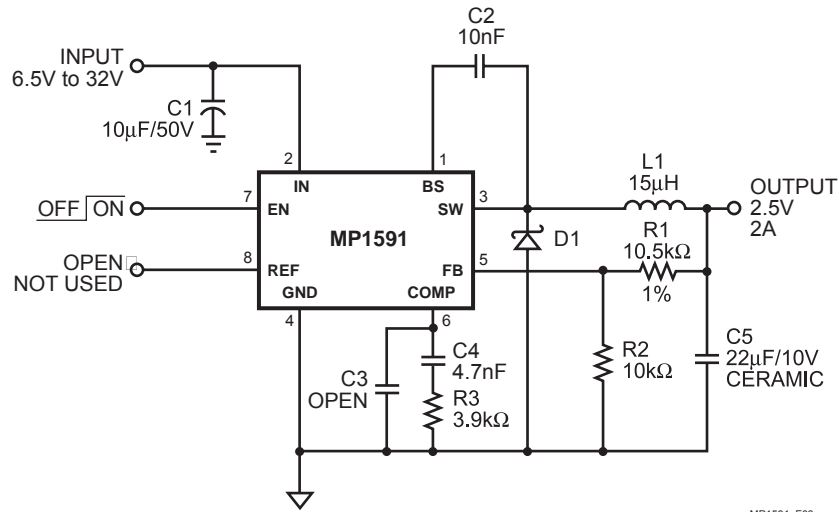 C2
10nF
INPUT
6.5V to 32V
C1
10µF/50V
2
1
IN
BS
L1
15µH
OUTPUT
2.5V
2A
OFF ON
7
EN
SW
3
D1
R1
10.5kΩ
1%
MP1591
OPEN
NOT USED
8
REF
FB
5
GND
COMP
4
6
C3
OPEN
C4
4.7nF
R3
3.9kΩ
R2
10kΩ
C5
22µF/10V
CERAMIC